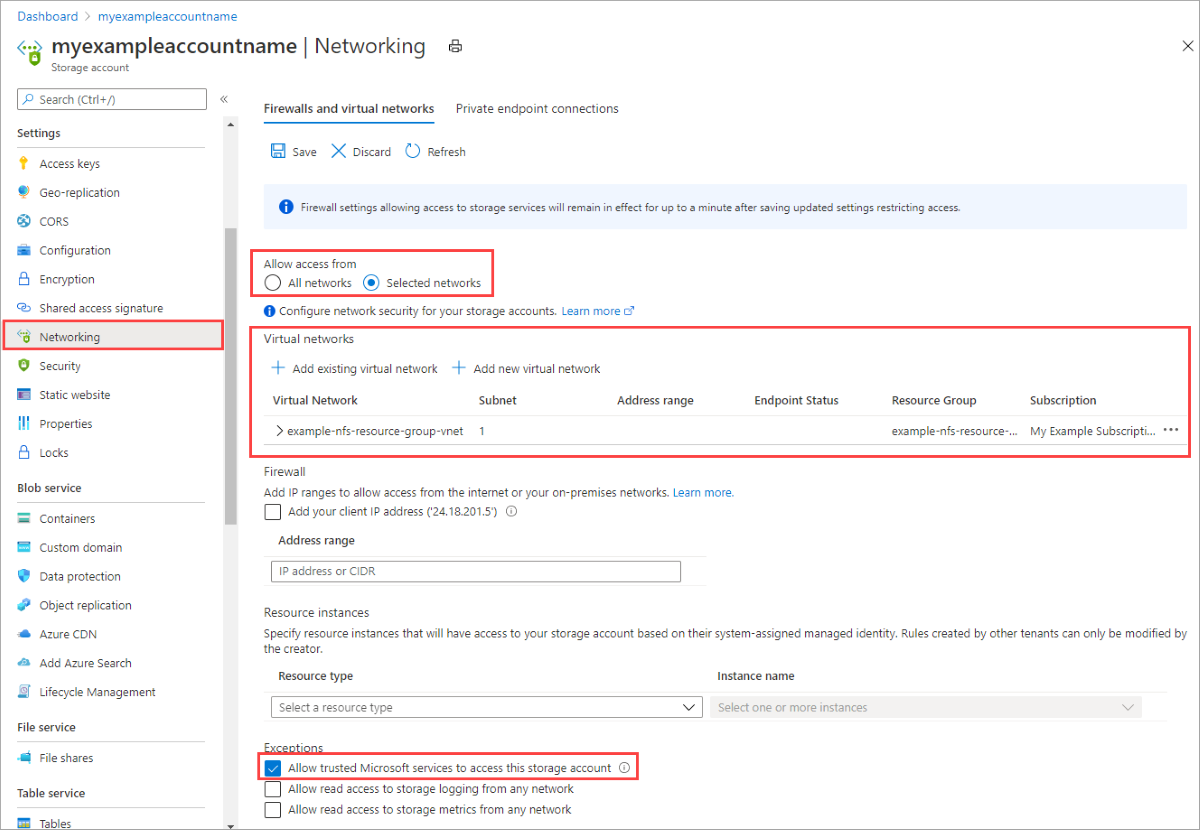 Dashboard > myexampleaccountname
myexampleaccountname | Networking
Storage account
Search (Ctrl+/)
«
Settings
Access keys
Geo-replication
CORS
Configuration
Encryption
Shared access signature
Networking
Security
Static website
Properties
Locks
Blob service
Containers
Custom domain
Data protection
Object replication
Azure CDN
Add Azure Search
Lifecycle Management
File service
File shares
Table service
Tables
Firewalls and virtual networks Private endpoint connections
Save Discard Refresh
Firewall settings allowing access to storage services will remain in effect for up to a minute after saving updated settings restricting access.
Allow access from
All networks Selected networks
Configure network security for your storage accounts. Learn more
Virtual networks
Add existing virtual network Add new virtual network
Virtual Network Subnet Address range Endpoint Status Resource Group Subscription
example-nfs-resource-group-vnet 1 example-nfs-resource-... My Example Subscripti... ...
Firewall
Add IP ranges to allow access from the internet or your on-premises networks. Learn more.
Add your client IP address ('24.18.201.5')
Address range
IP address or CIDR
Resource instances
Specify resource instances that will have access to your storage account based on their system-assigned managed identity. Rules created by other tenants can only be modified by
the creator.
Resource type Instance name
Select a resource type Select one or more instances
Exceptions
Allow trusted Microsoft services to access this storage account
Allow read access to storage logging from any network
Allow read access to storage metrics from any network